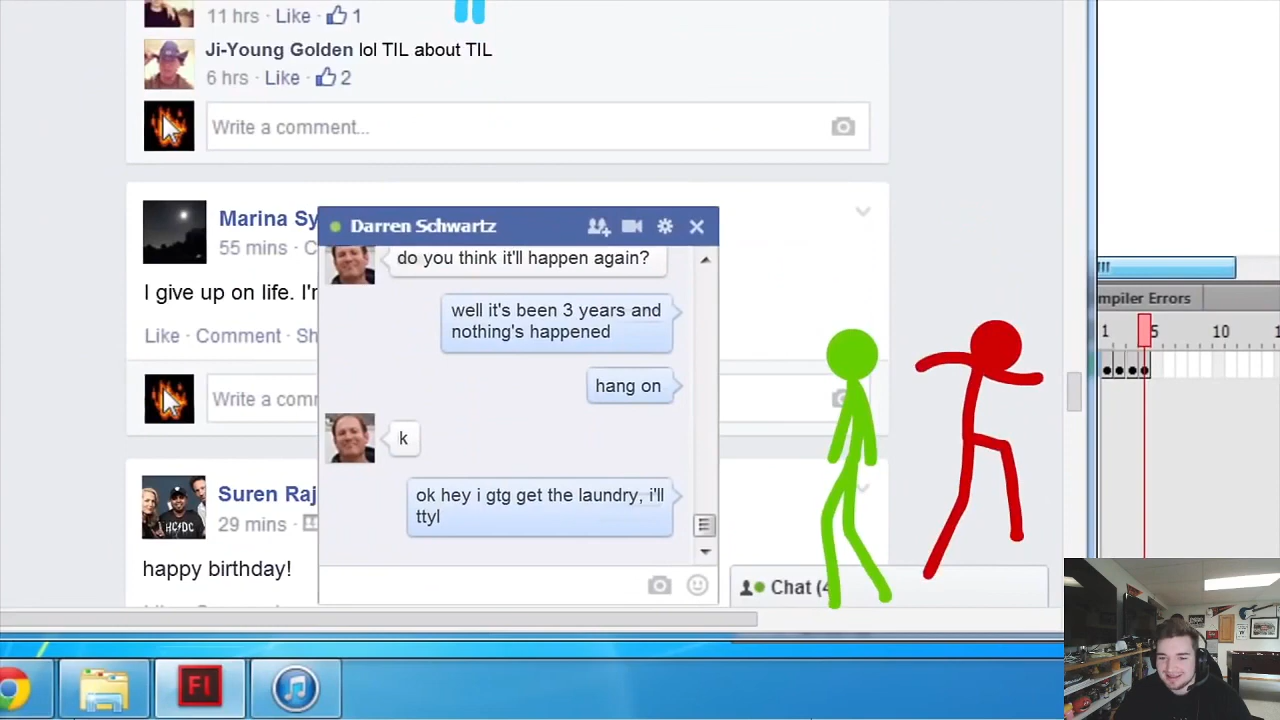 11 hrs · Like · 1
Ji-Young Golden lol TIL about TIL
6 hrs · Like · 2
Write a comment...
Marina Sy
55 mins · C
I give up on life. I'm
Like · Comment · Sh
Write a comm
Darren Schwartz
do you think it'll happen again?
well it's been 3 years and
nothing's happened
hang on
k
ok hey i gtg get the laundry, i'll
ttyl
Suren Raj
29 mins ·
happy birthday!
Chat (4
mpiler Errors
1 5 10
Fl